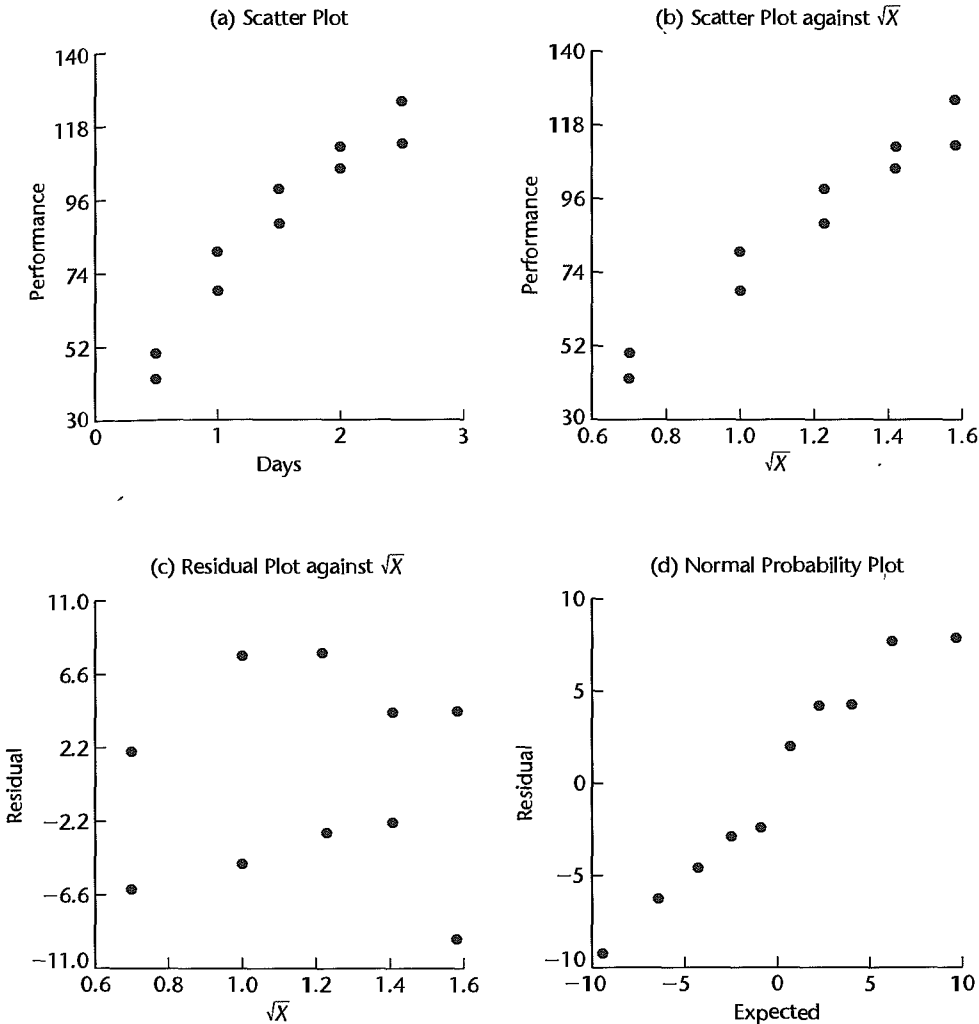 (a) Scatter Plot
140
118
96
74
52
30
Performance
0 1 2 3
Days
(b) Scatter Plot against √X
140
118
96
74
52
30
Performance
0.6 0.8 1.0 1.2 1.4 1.6
√X
(c) Residual Plot against √X
11.0
6.6
2.2
−2.2
−6.6
−11.0
Residual
0.6 0.8 1.0 1.2 1.4 1.6
√X
(d) Normal Probability Plot
10
5
0
−5
−10
Residual
−10 −5 0 5 10
Expected